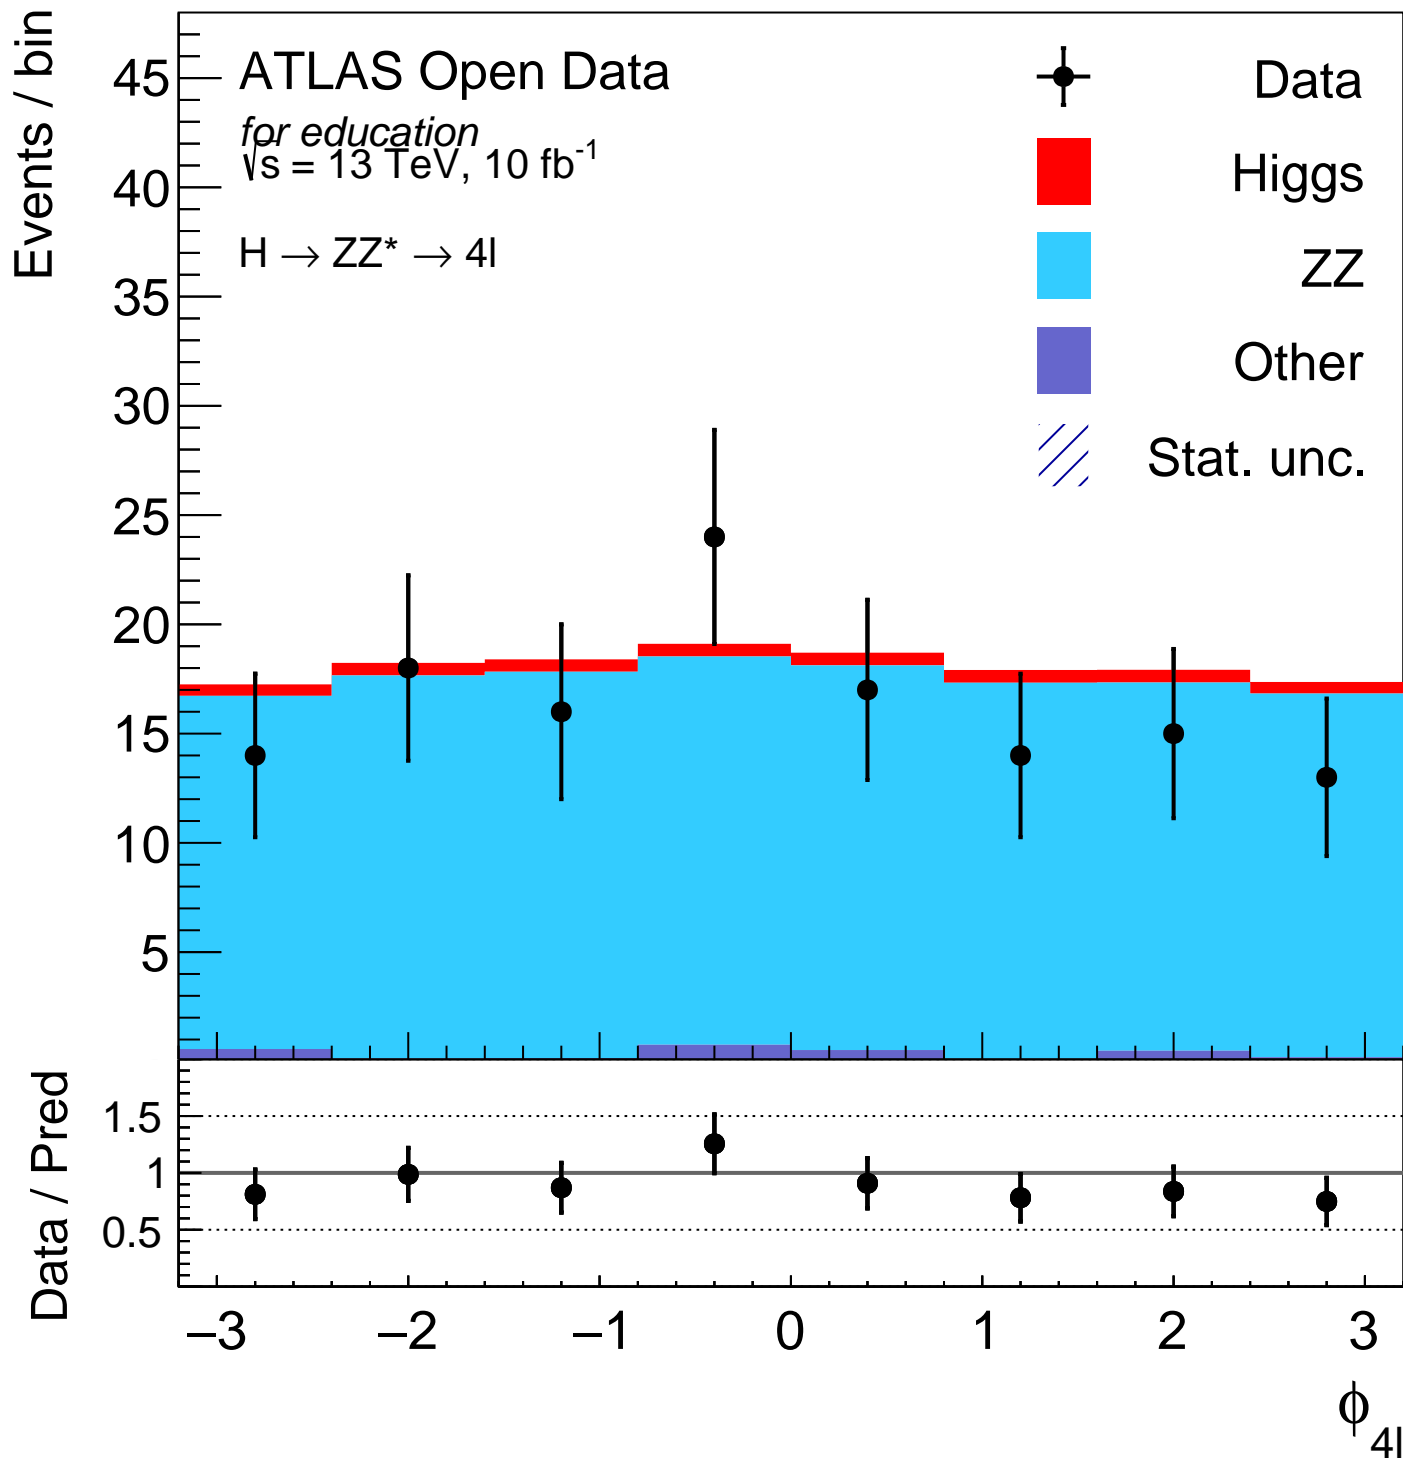 Events / bin
45
40
35
30
25
20
15
10
5
ATLAS Open Data
for education
√s = 13 TeV, 10 fb⁻¹
H → ZZ* → 4l
Data
Higgs
ZZ
Other
Stat. unc.
Data / Pred
1.5
1
0.5
−3 −2 −1 0 1 2 3
ϕ4l